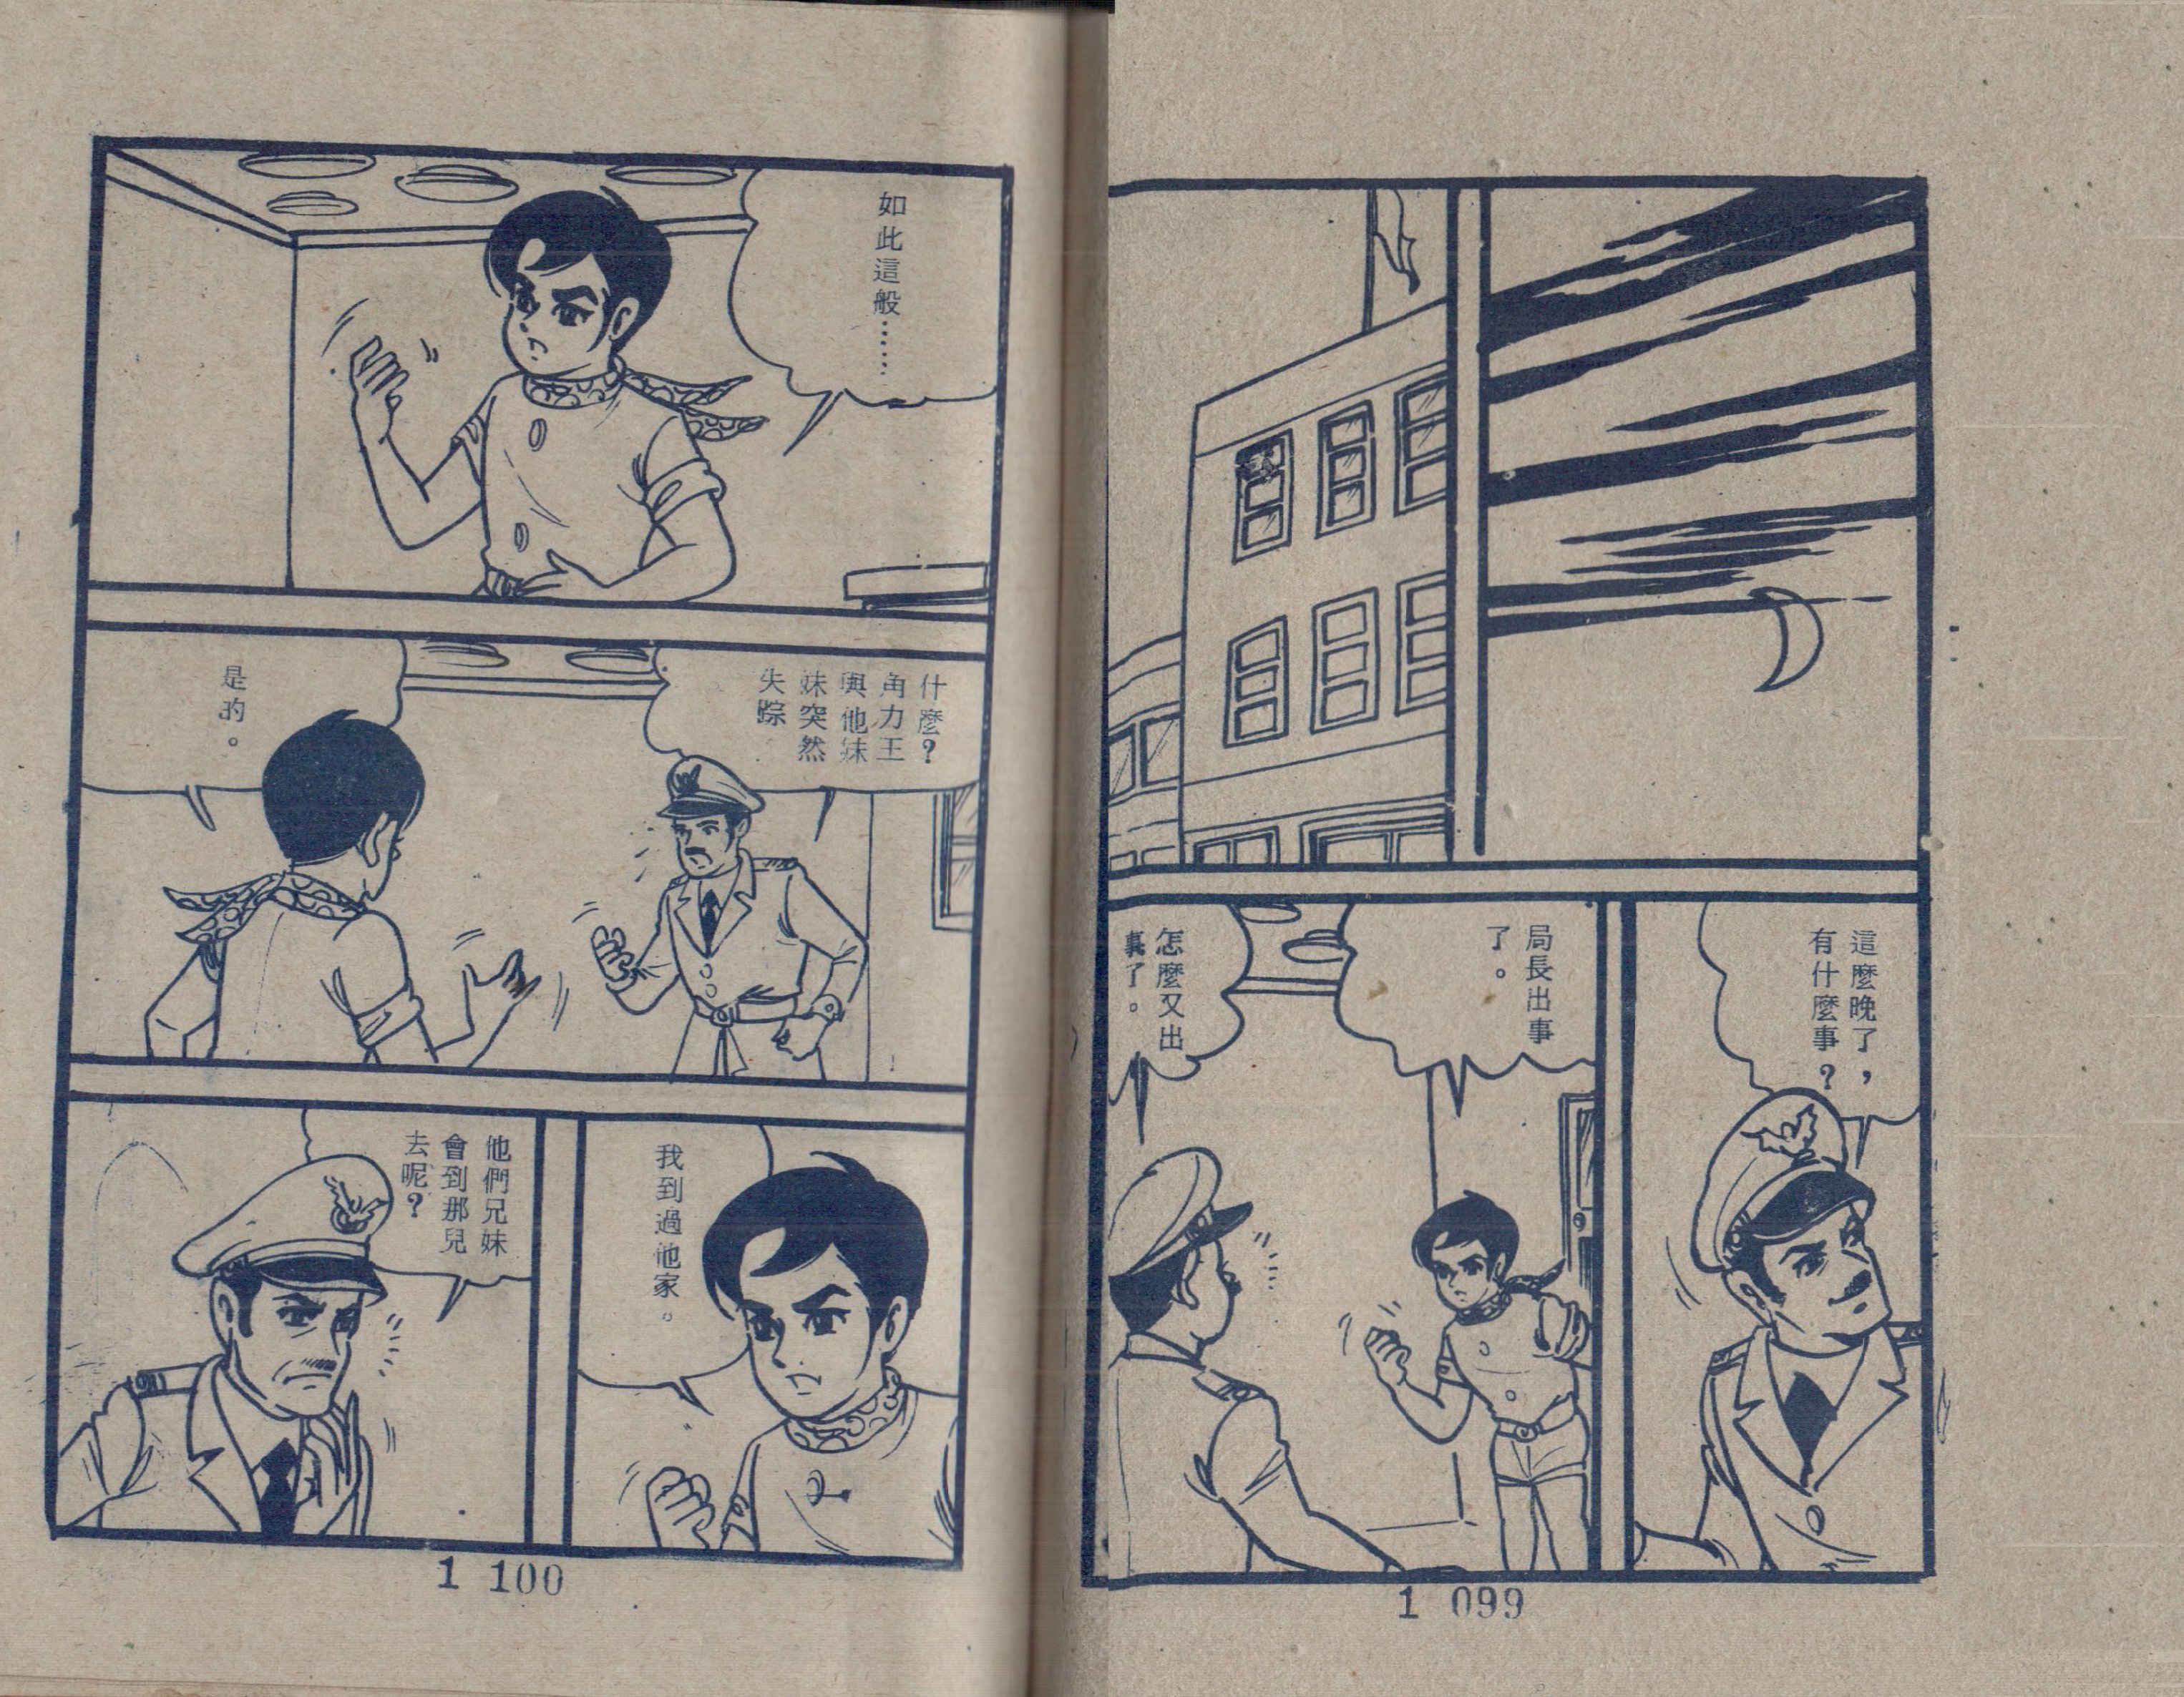 這麼晚了，
有什麼事？
局長出事
了。
怎麼又出
事了。
1 099
如此這般……
什麼？
角力王
與他妹
妹突然
失踪
是的。
我到過他家。
他們兄妹
會到那兒
去呢？
1 100